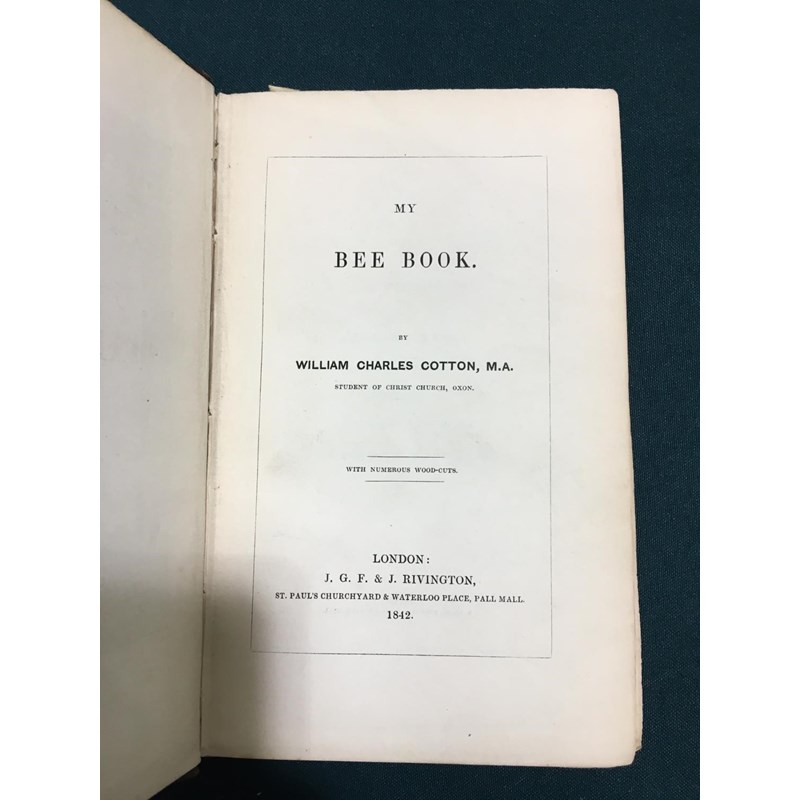 MY
BEE BOOK.
BY
WILLIAM CHARLES COTTON, M.A.
STUDENT OF CHRIST CHURCH, OXON.
WITH NUMEROUS WOOD-CUTS.
LONDON:
J. G. F. & J. RIVINGTON,
ST. PAUL'S CHURCHYARD & WATERLOO PLACE, PALL MALL.
1842.